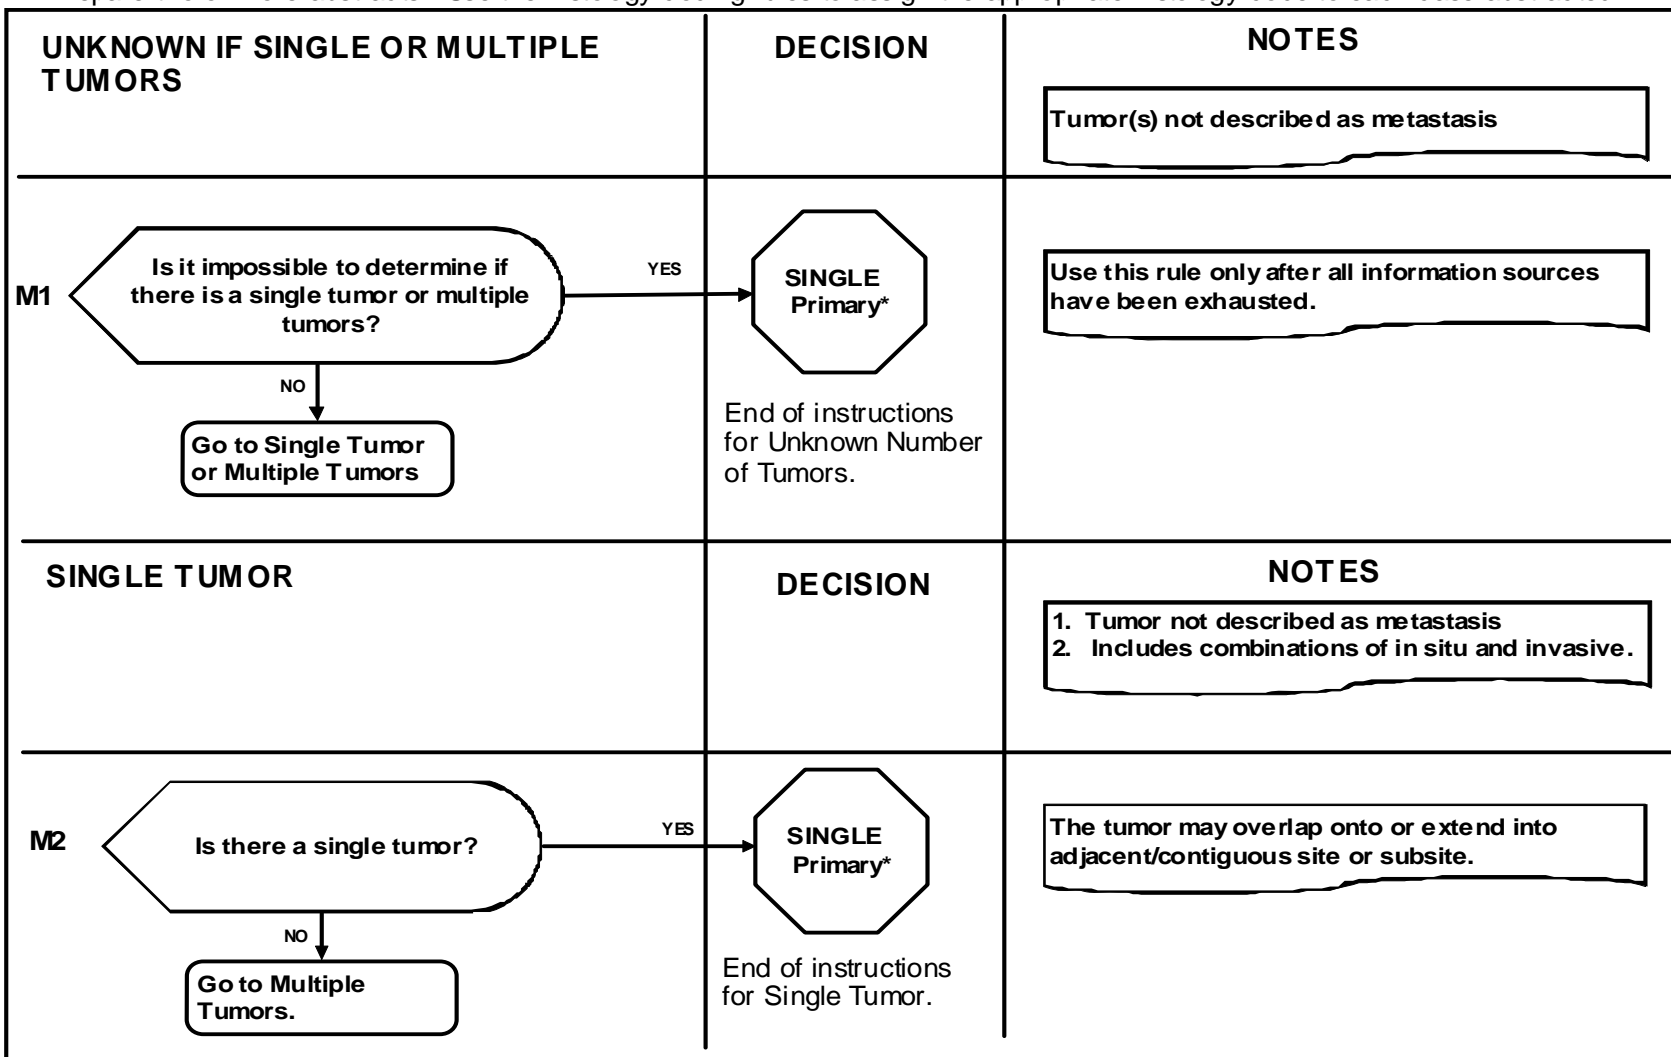 UNKNOWN IF SINGLE OR MULTIPLE
TUMORS
DECISION
NOTES
Tumor(s) not described as metastasis
M1
Is it impossible to determine if
there is a single tumor or multiple
tumors?
YES
SINGLE
Primary*
Use this rule only after all information sources
have been exhausted.
NO
Go to Single Tumor
or Multiple Tumors
End of instructions
for Unknown Number
of Tumors.
SINGLE TUMOR
DECISION
NOTES
1. Tumor not described as metastasis
2. Includes combinations of in situ and invasive.
M2
Is there a single tumor?
YES
SINGLE
Primary*
The tumor may overlap onto or extend into
adjacent/contiguous site or subsite.
NO
Go to Multiple
Tumors.
End of instructions
for Single Tumor.